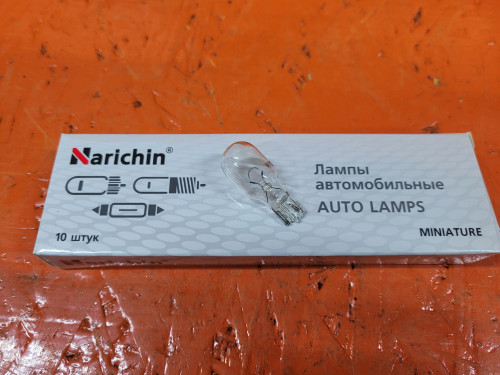 Narichin®
Лампы
автомобильные
AUTO LAMPS
10 штук
MINIATURE